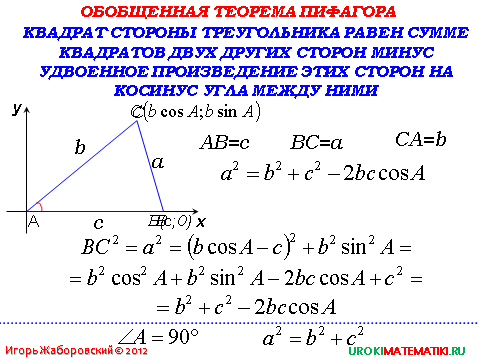 ОБОБЩЕННАЯ ТЕОРЕМА ПИФАГОРА
КВАДРАТ СТОРОНЫ ТРЕУГОЛЬНИКА РАВЕН СУММЕ
КВАДРАТОВ ДВУХ ДРУГИХ СТОРОН МИНУС
УДВОЕННОЕ ПРОИЗВЕДЕНИЕ ЭТИХ СТОРОН НА
КОСИНУС УГЛА МЕЖДУ НИМИ
y
C(b cos A; b sin A)
AB=c BC=a CA=b
b a
a² = b² + c² − 2bc cos A
A c B(c;0) x
BC² = a² = (b cos A − c)² + b² sin² A =
= b² cos² A + b² sin² A − 2bc cos A + c² =
= b² + c² − 2bc cos A
∠A = 90° a² = b² + c²
Игорь Жаборовский © 2012 UROKIMATEMATIKI.RU